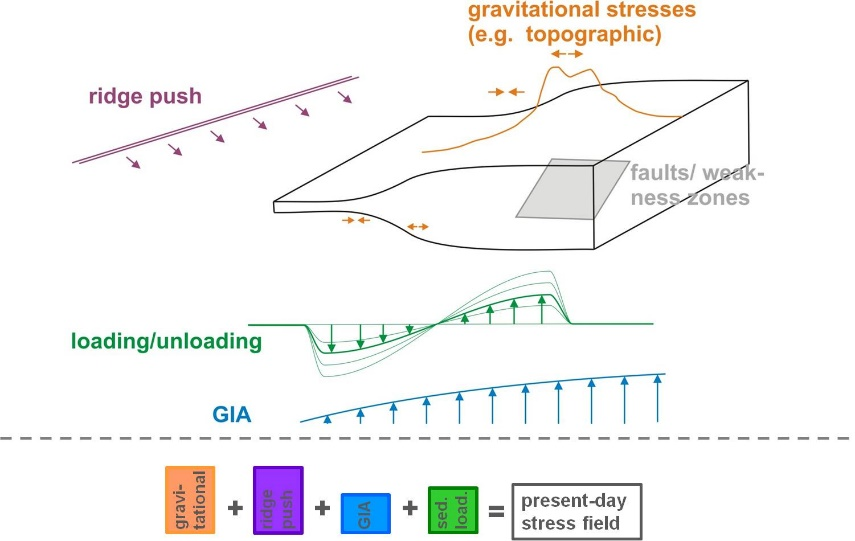 gravitational stresses
(e.g. topographic)
ridge push
faults/ weak-
ness zones
loading/unloading
GIA
gravi-
tational
+
ridge
push
+
GIA
+
sed.
load.
=
present-day
stress field